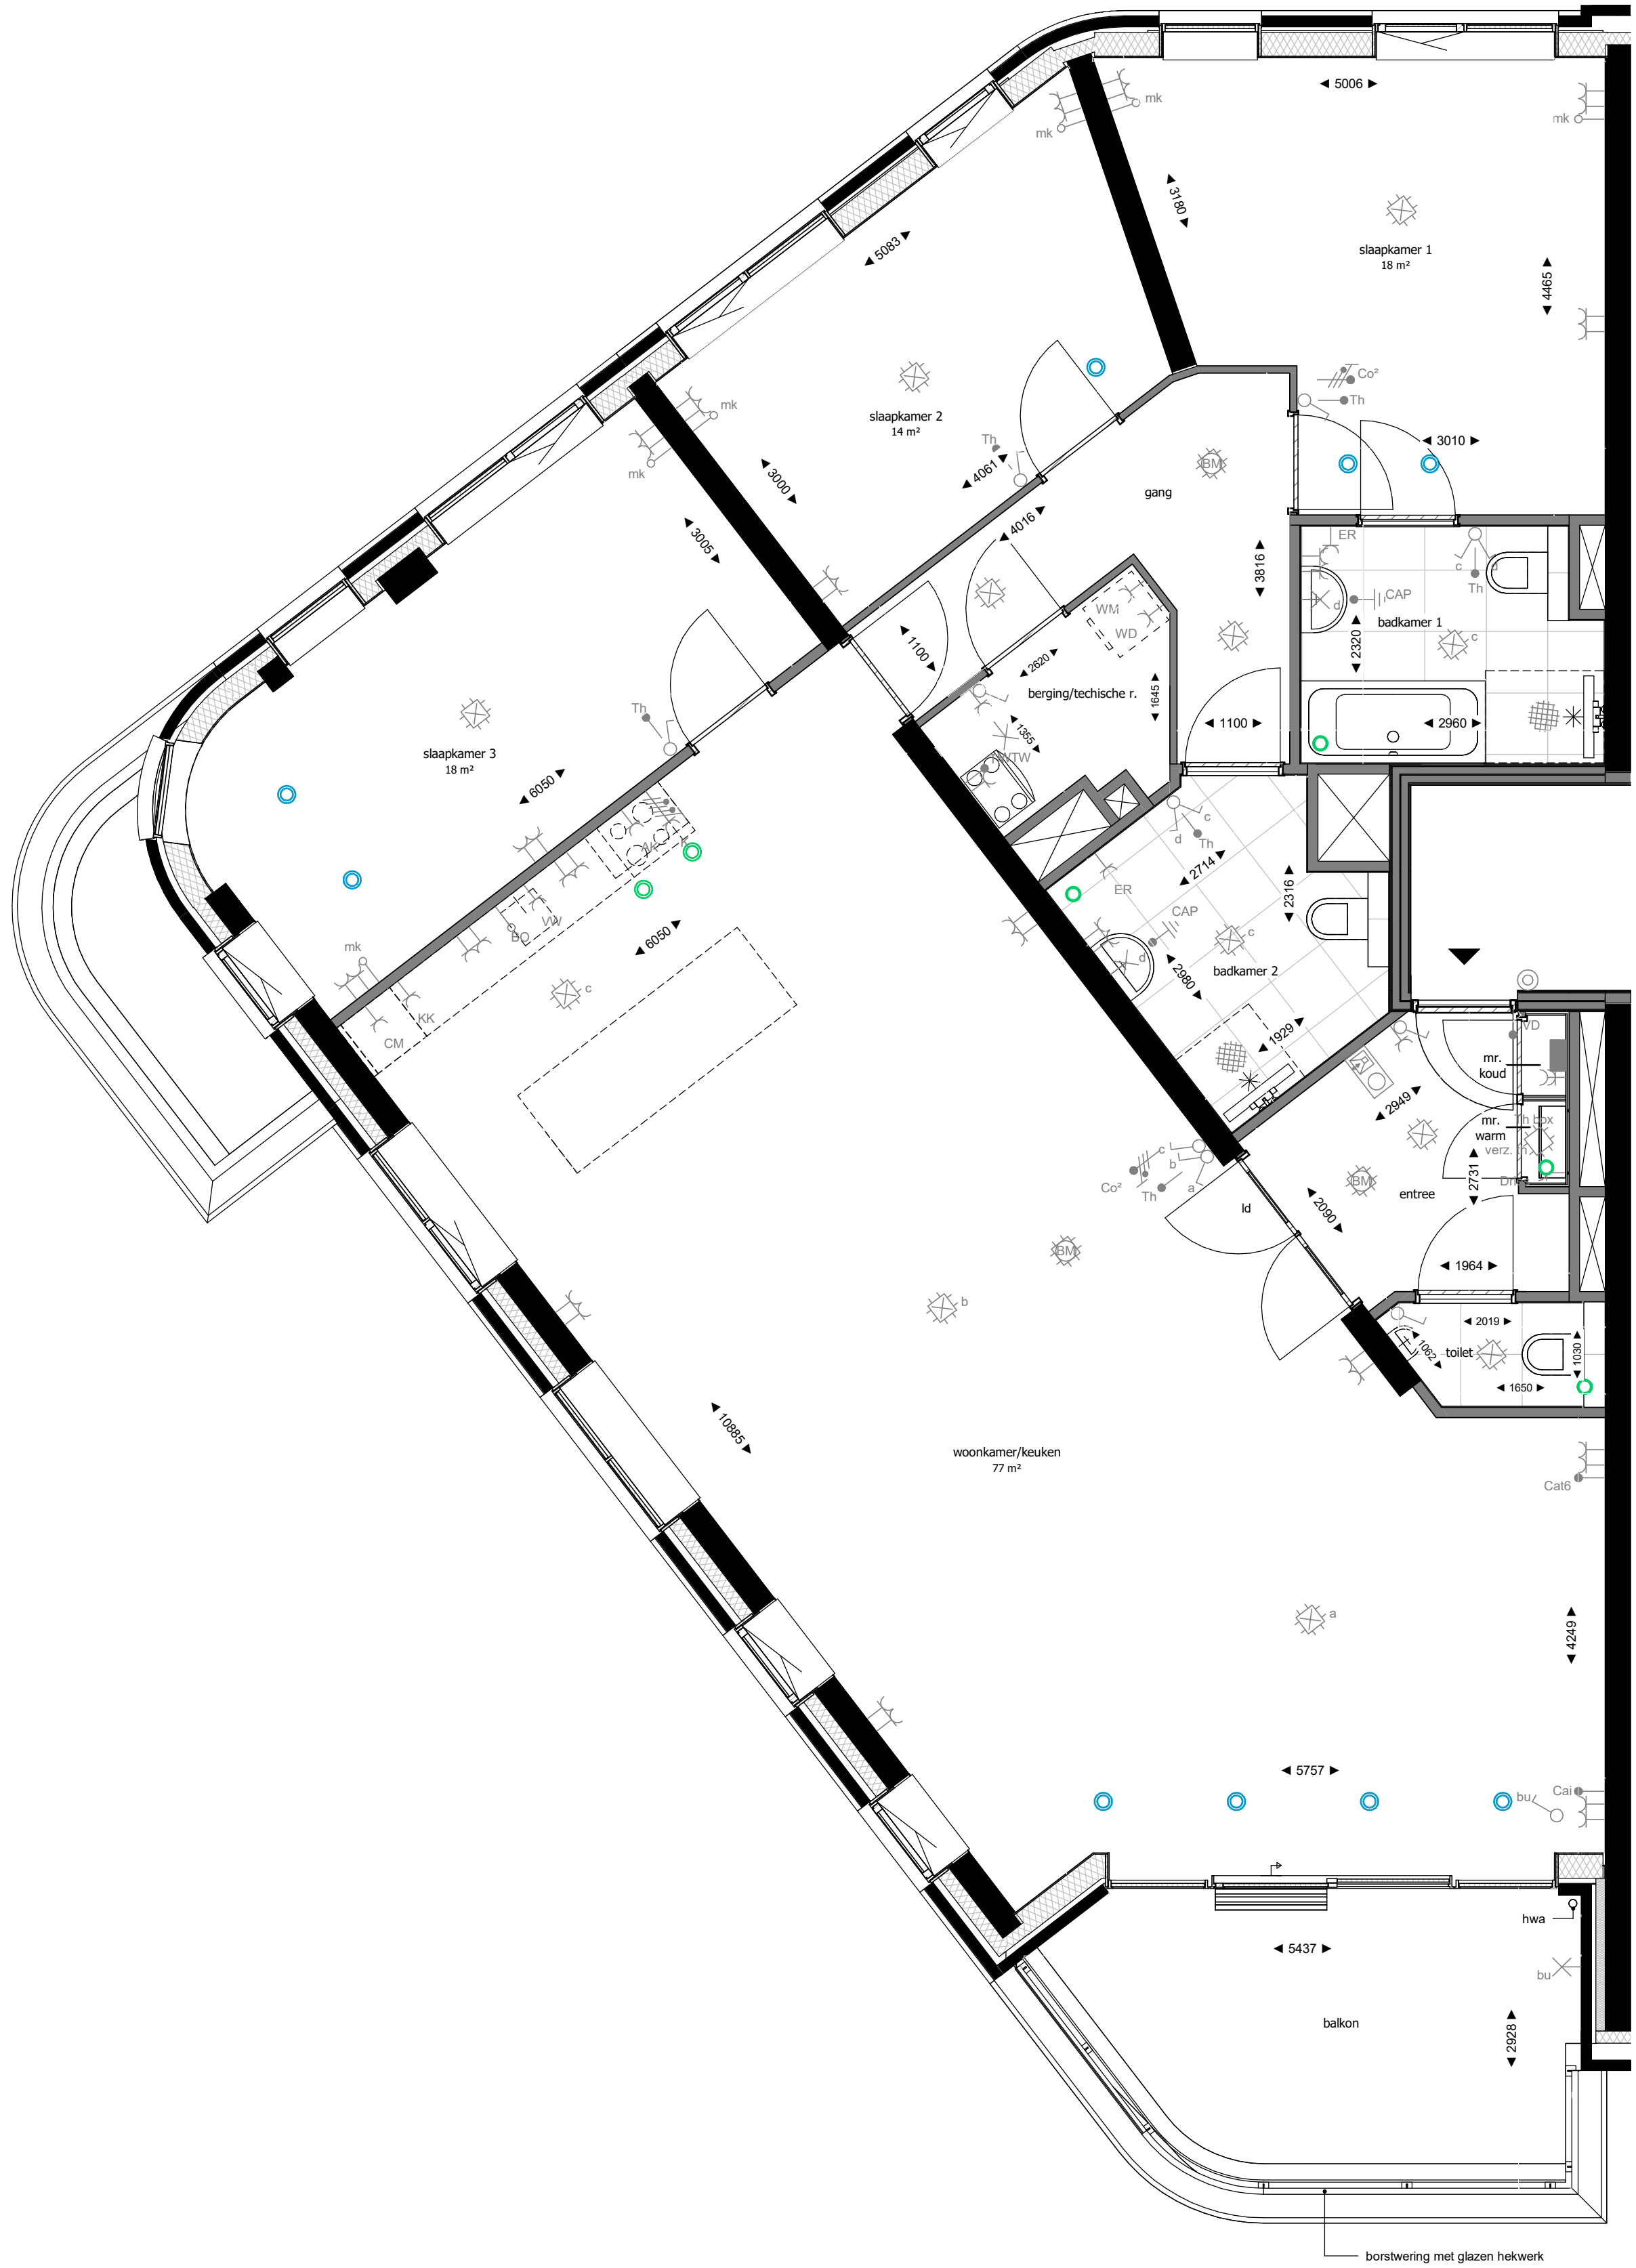 5006
mk
mk
mk
3180
5083
slaapkamer 1
18 m²
4465
slaapkamer 2
14 m²
Co²
Th
mk
mk
Th
4061
3010
BM
gang
3000
4016
3005
3816
ER
c
d
Th
CAP
d
badkamer 1
c
2320
WM
WD
1100
2620
berging/techische r.
1645
1355
WTW
1100
2960
Th
slaapkamer 3
18 m²
6050
c
d
Th
2714
2316
ER
CAP
c
d
badkamer 2
2980
VW
BO
6050
mk
c
KK
CM
1929
VD
mr.
koud
2949
mr.
warm
Th box
verz. in
2731
c
b
a
Co²
Th
ld
BM
entree
2090
BM
1964
b
2019
1062
toilet
1030
1650
10885
woonkamer/keuken
77 m²
Cat6
a
4249
5757
Cai
bu
hwa
5437
bu
balkon
2928
borstwering met glazen hekwerk